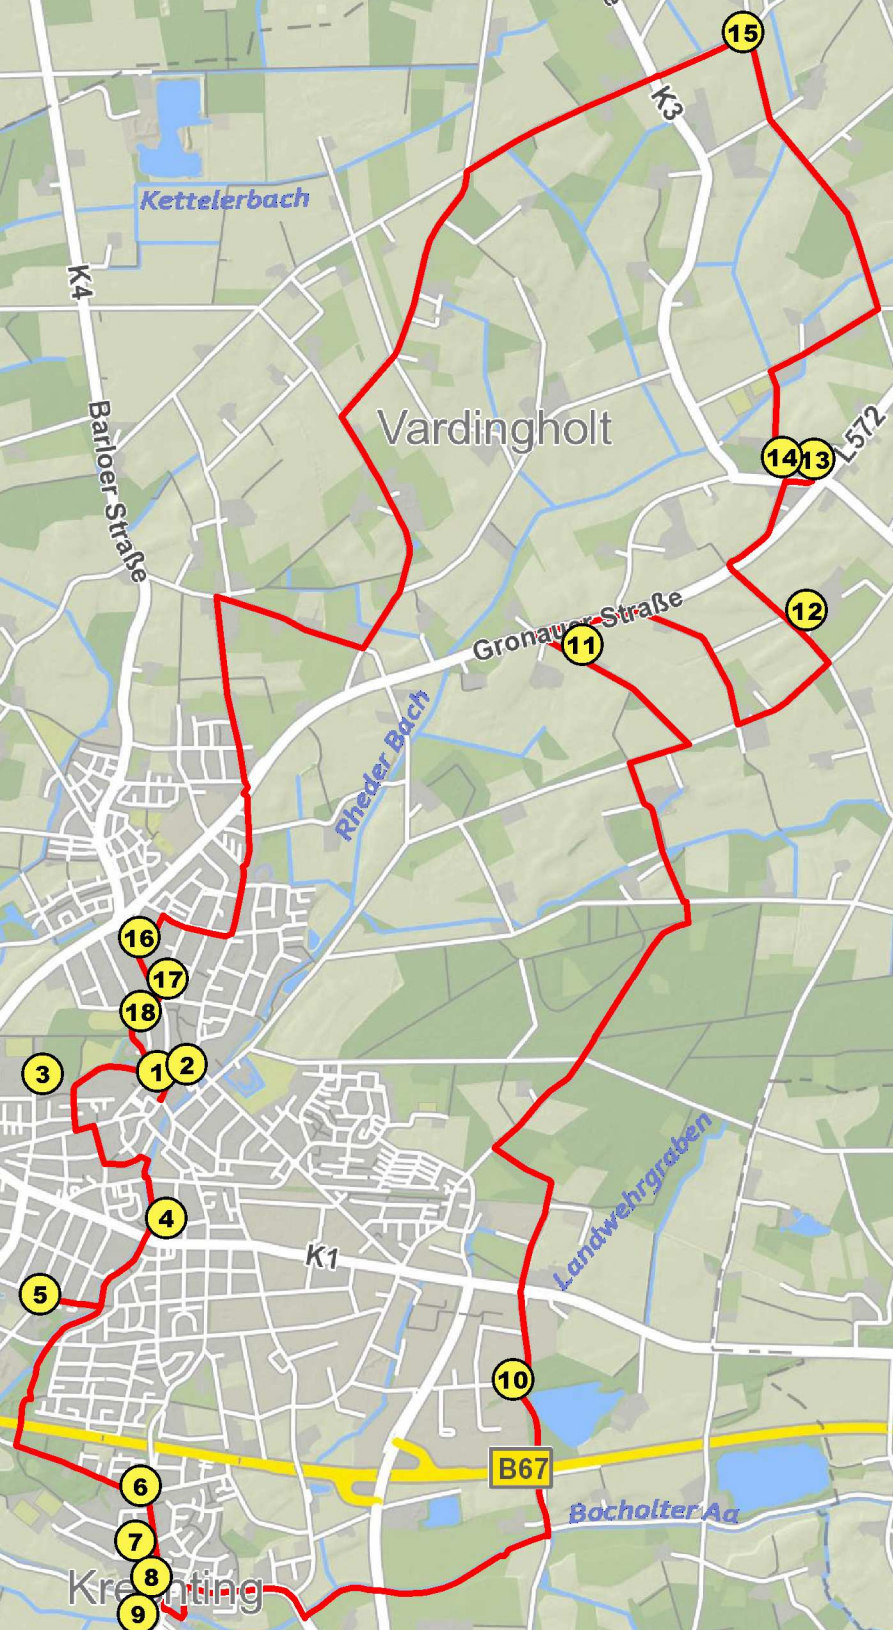 15
K3
Kettelerbach
K4
Barloer Straße
Vardingholt
L572
14
13
12
Gronauer Straße
11
Rheder Bach
16
17
18
1
2
3
Landwehrgraben
4
K1
5
10
B67
6
Bocholter Aa
7
8
9